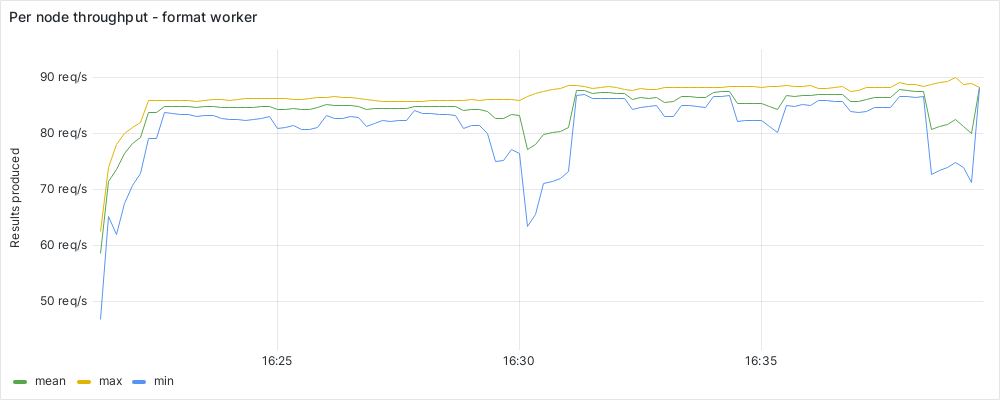 Per node throughput - format worker
Results produced
90 req/s
80 req/s
70 req/s
60 req/s
50 req/s
16:25
16:30
16:35
mean
max
min